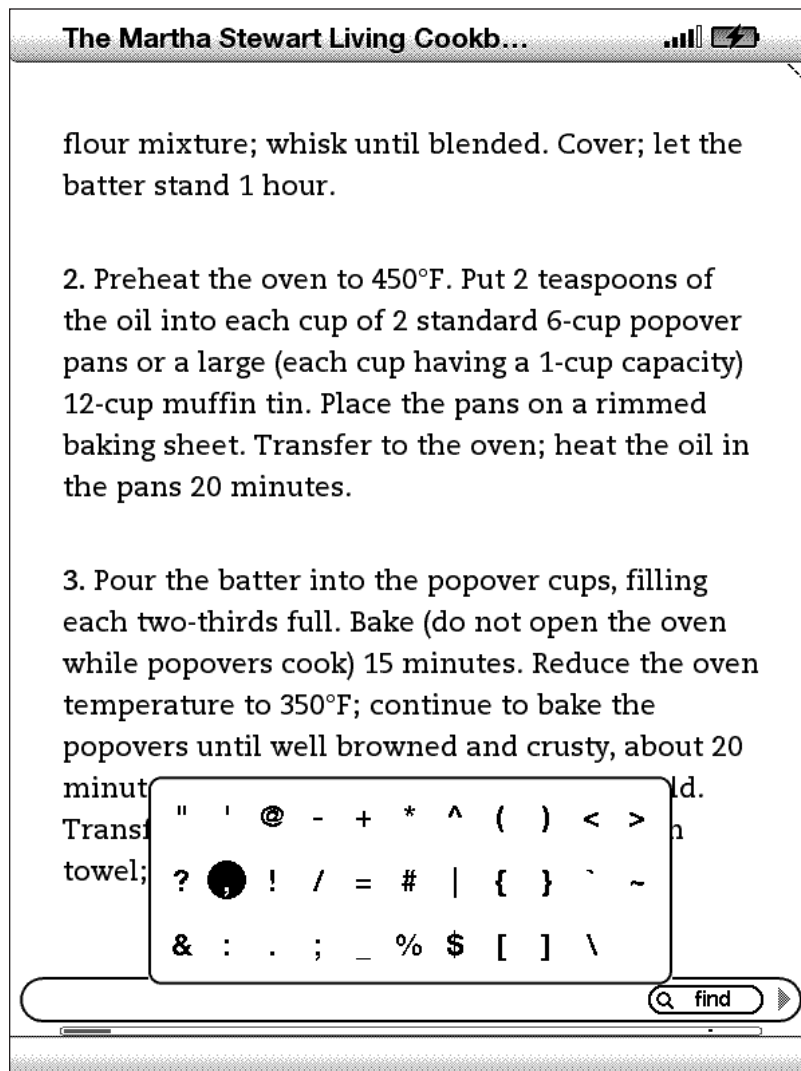 The Martha Stewart Living Cookb...
flour mixture; whisk until blended. Cover; let the
batter stand 1 hour.
2. Preheat the oven to 450°F. Put 2 teaspoons of
the oil into each cup of 2 standard 6-cup popover
pans or a large (each cup having a 1-cup capacity)
12-cup muffin tin. Place the pans on a rimmed
baking sheet. Transfer to the oven; heat the oil in
the pans 20 minutes.
3. Pour the batter into the popover cups, filling
each two-thirds full. Bake (do not open the oven
while popovers cook) 15 minutes. Reduce the oven
temperature to 350°F; continue to bake the
popovers until well browned and crusty, about 20
towel;
" ' @ - + * ^ ( ) < >
? , ! / = # | { } ` ~
& : . ; _ % $ [ ] \
find